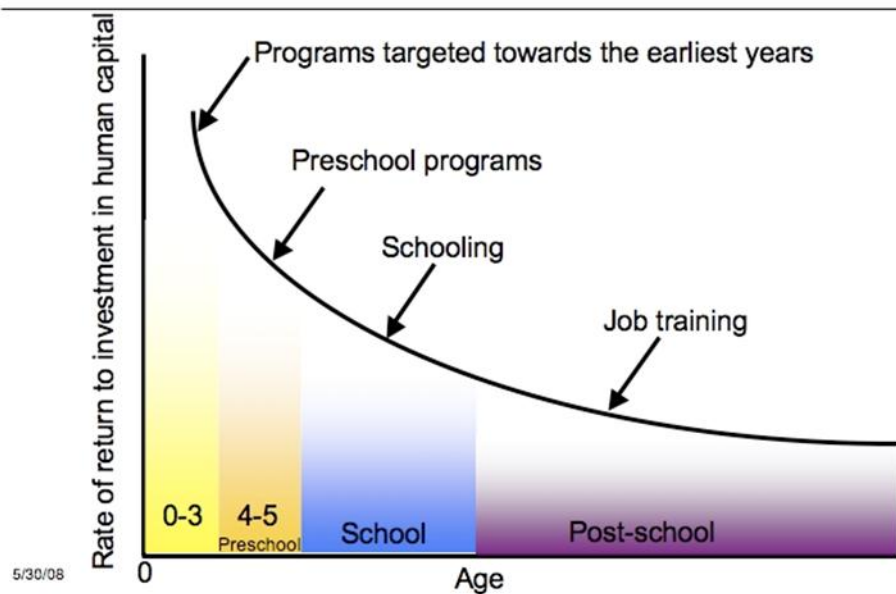 Rate of return to investment in human capital
Programs targeted towards the earliest years
Preschool programs
Schooling
Job training
0-3
4-5
Preschool
School
Post-school
0
Age
5/30/08